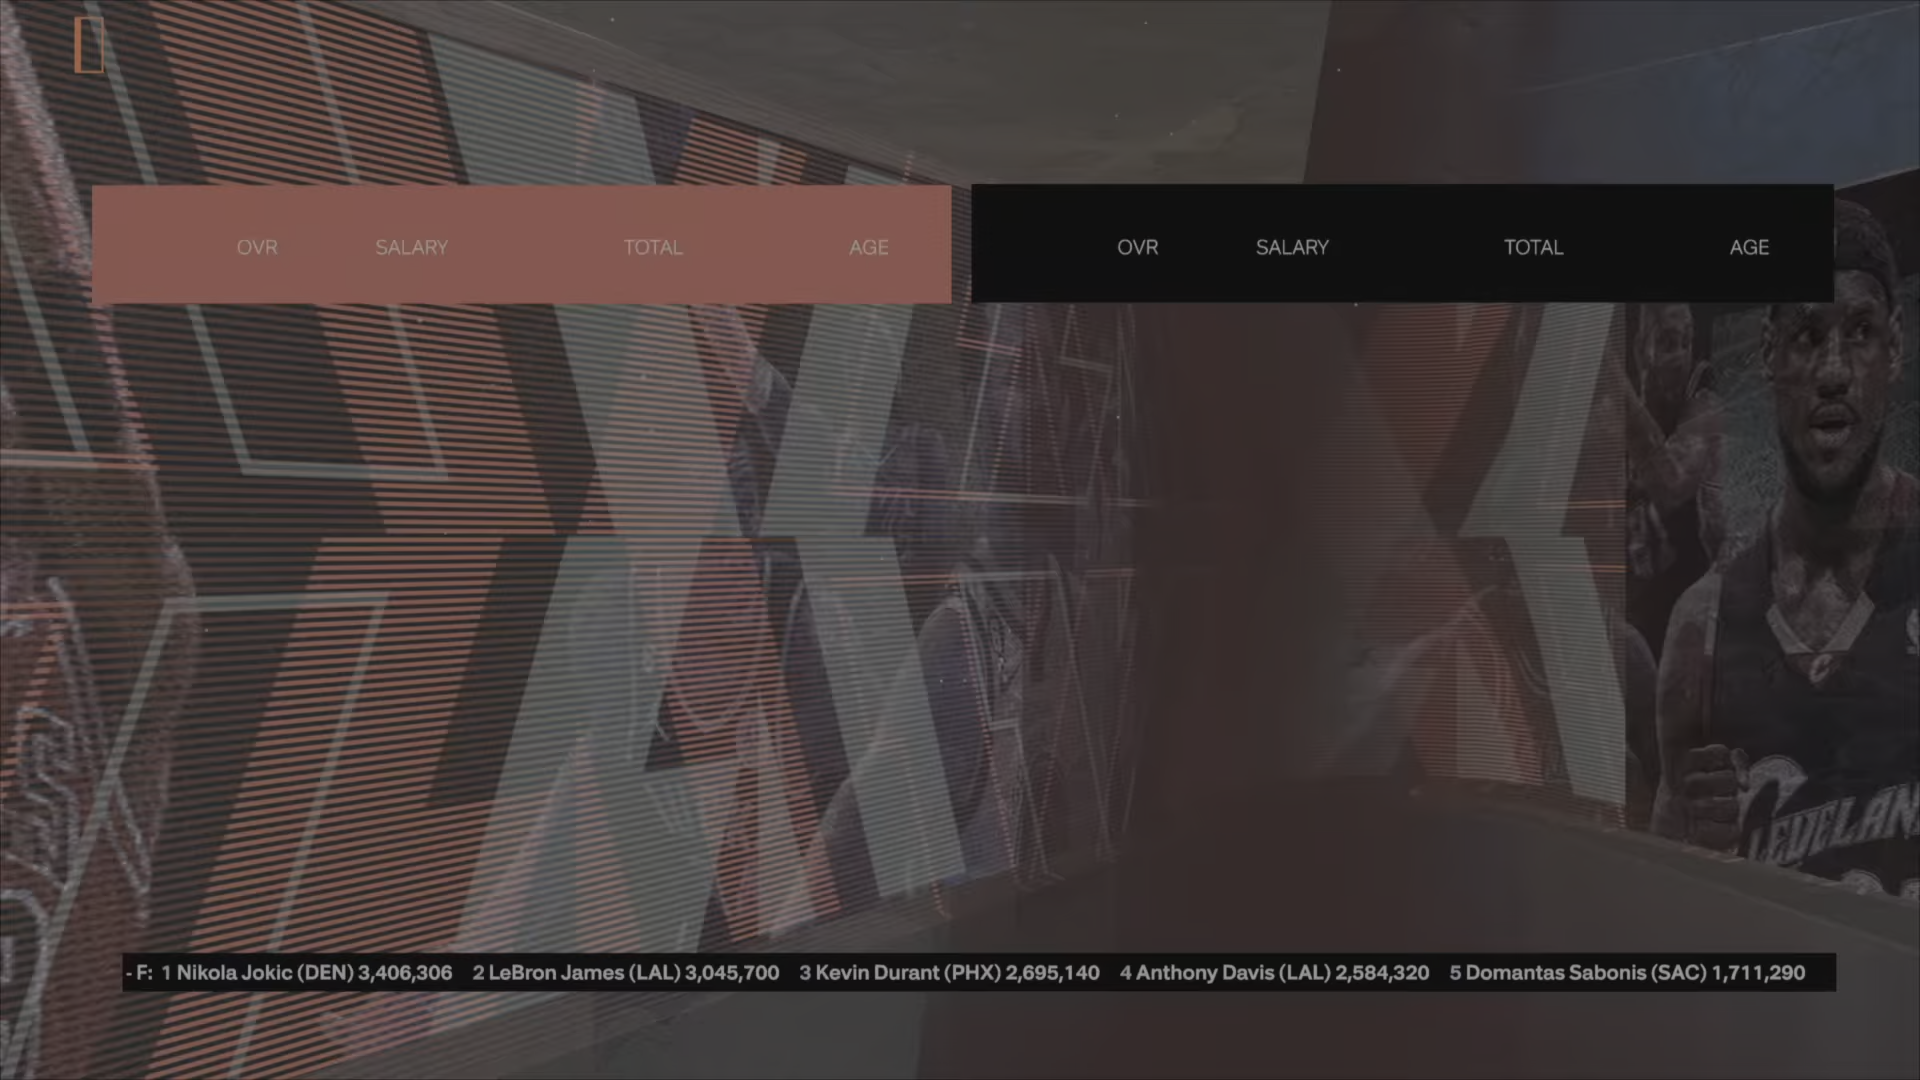 OVR SALARY TOTAL AGE
OVR SALARY TOTAL AGE
- F: 1 Nikola Jokic (DEN) 3,406,306 2 LeBron James (LAL) 3,045,700 3 Kevin Durant (PHX) 2,695,140 4 Anthony Davis (LAL) 2,584,320 5 Domantas Sabonis (SAC) 1,711,290